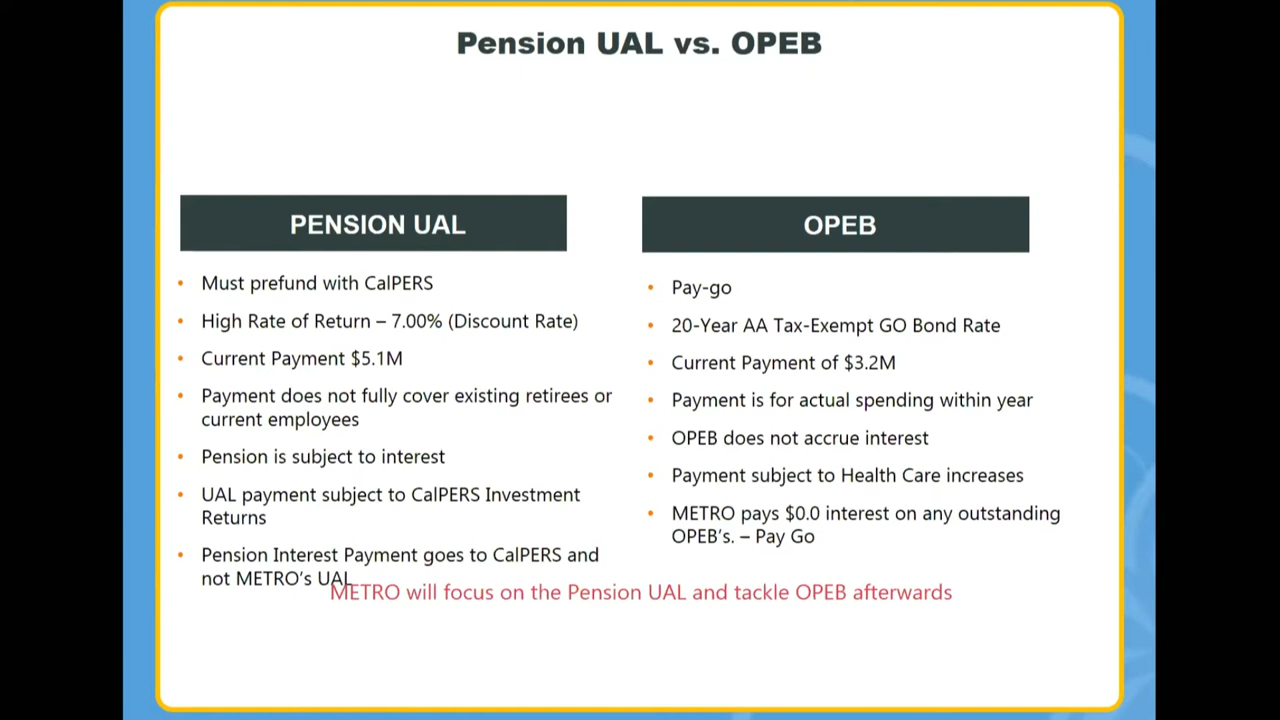 Pension UAL vs. OPEB
PENSION UAL
• Must prefund with CalPERS
• High Rate of Return – 7.00% (Discount Rate)
• Current Payment $5.1M
• Payment does not fully cover existing retirees or
current employees
• Pension is subject to interest
• UAL payment subject to CalPERS Investment
Returns
• Pension Interest Payment goes to CalPERS and
not METRO's UAL
OPEB
• Pay-go
• 20-Year AA Tax-Exempt GO Bond Rate
• Current Payment of $3.2M
• Payment is for actual spending within year
• OPEB does not accrue interest
• Payment subject to Health Care increases
• METRO pays $0.0 interest on any outstanding
OPEB's. – Pay Go
METRO will focus on the Pension UAL and tackle OPEB afterwards